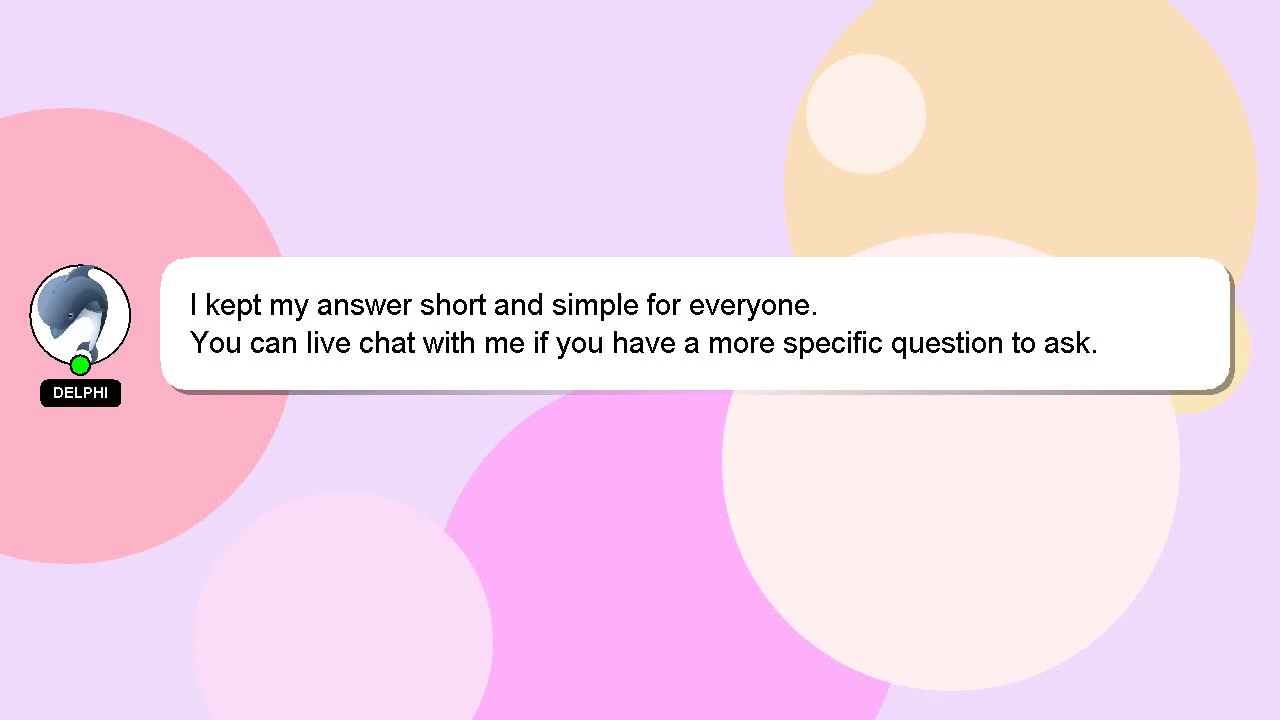 I kept my answer short and simple for everyone.
You can live chat with me if you have a more specific question to ask.
DELPHI